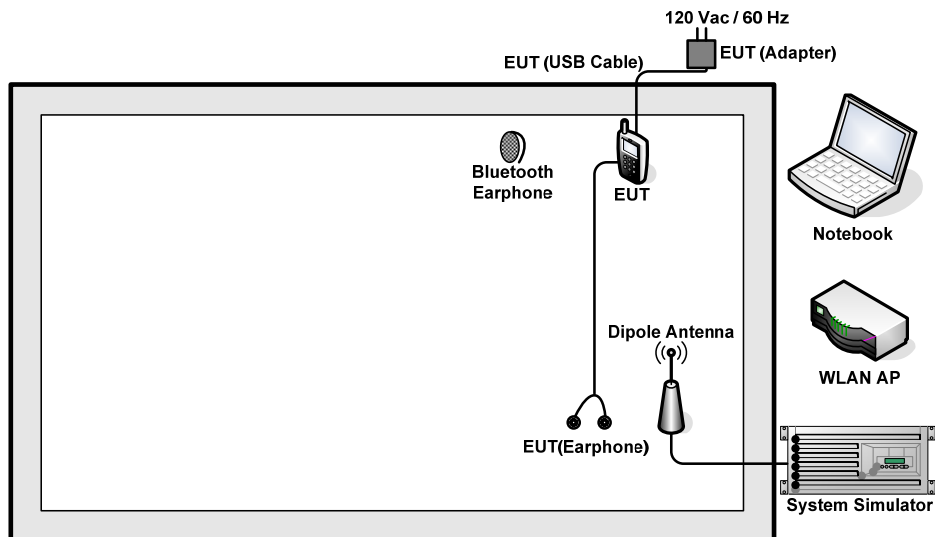 120 Vac / 60 Hz
EUT (USB Cable)
EUT (Adapter)
Bluetooth
Earphone
EUT
Notebook
Dipole Antenna
WLAN AP
EUT(Earphone)
System Simulator